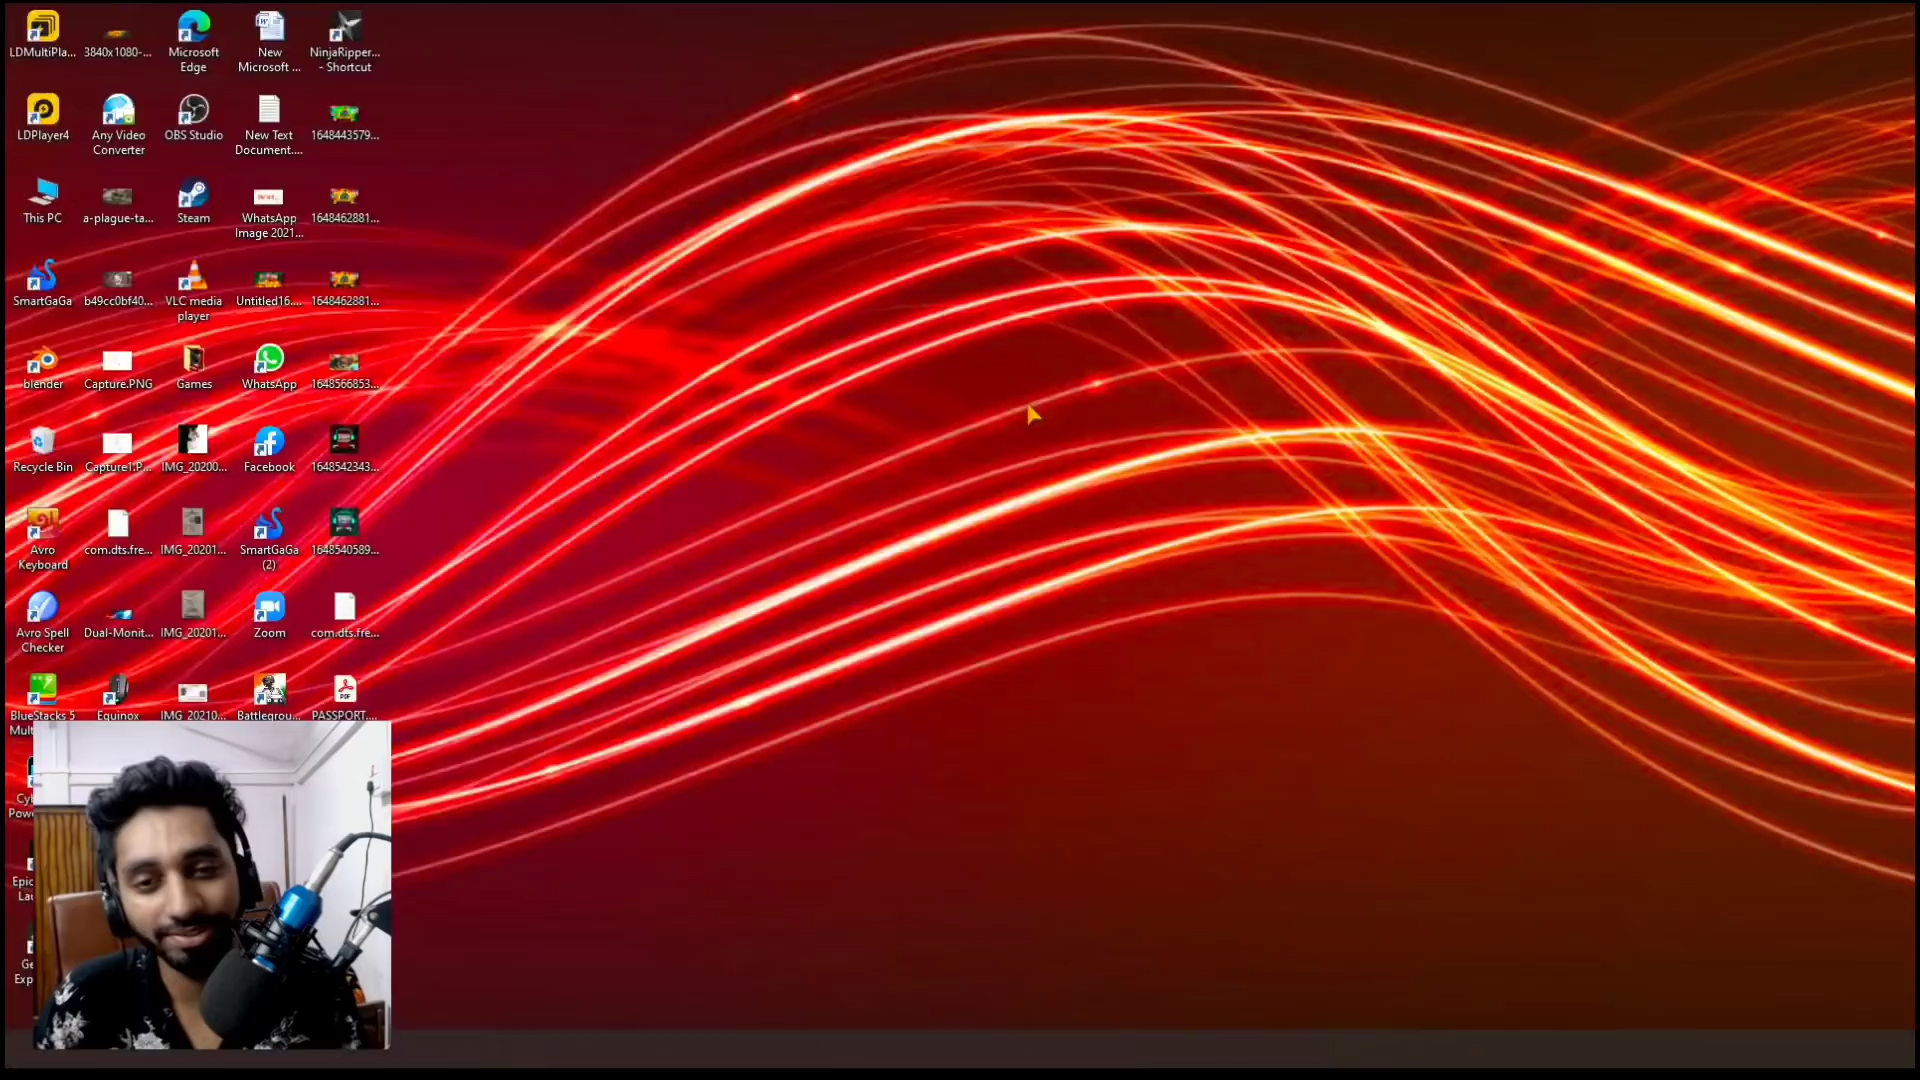 LDMultiPla...
3840x1080-...
Microsoft
Edge
New
Microsoft ...
NinjaRipper...
- Shortcut
LDPlayer4
Any Video
Converter
OBS Studio
New Text
Document....
1648443579...
This PC
a-plague-ta...
Steam
WhatsApp
Image 2021...
1648462881...
SmartGaGa
b49cc0bf40...
VLC media
player
Untitled16....
1648462881...
blender
Capture.PNG
Games
WhatsApp
1648566853...
Recycle Bin
Capture1.P...
IMG_20200...
Facebook
1648542343...
Avro
Keyboard
com.dts.fre...
IMG_20201...
SmartGaGa
(2)
1648540589...
Avro Spell
Checker
Dual-Monit...
IMG_20201...
Zoom
com.dts.fre...
BlueStacks 5
Equinox
IMG_20210...
Battlegrou...
PDF
PASSPORT....